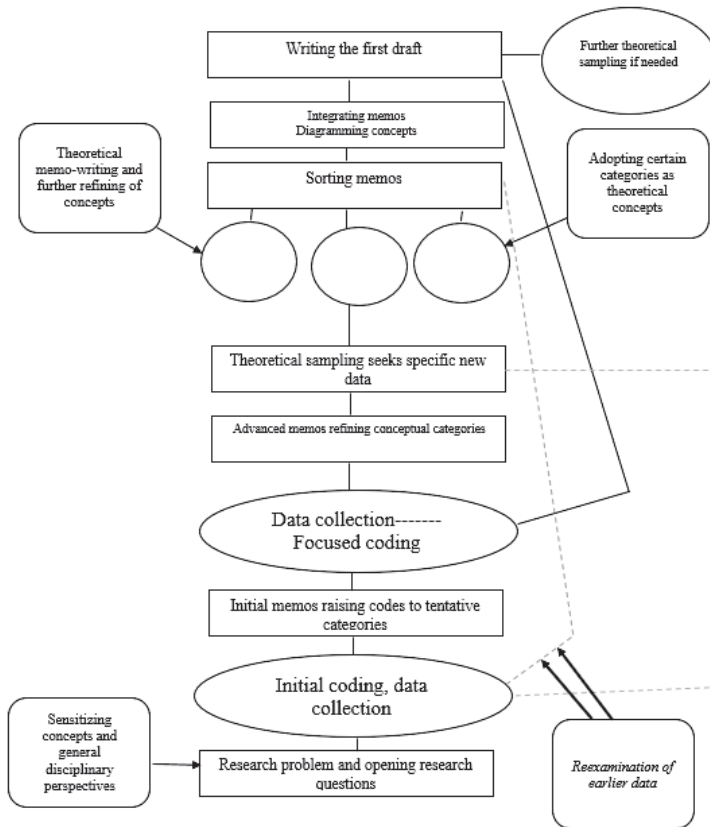 Writing the first draft
Further theoretical
sampling if needed
Integrating memos
Diagramming concepts
Theoretical
memo-writing and
further refining of
concepts
Sorting memos
Adopting certain
categories as
theoretical
concepts
Theoretical sampling seeks specific new
data
Advanced memos refining conceptual categories
Data collection-------
Focused coding
Initial memos raising codes to tentative
categories
Initial coding, data
collection
Sensitizing
concepts and
general
disciplinary
perspectives
Research problem and opening research
questions
Reexamination of
earlier data